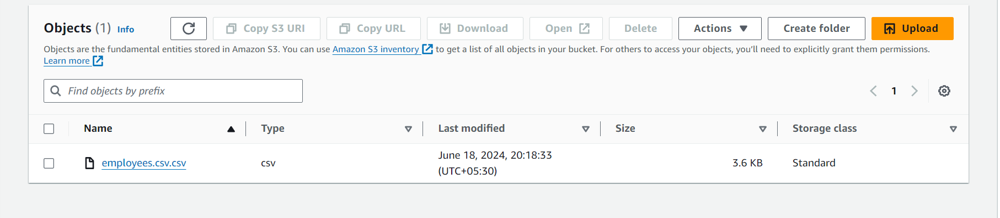 Objects (1) Info Copy S3 URI Copy URL Download Open Delete Actions Create folder Upload
Objects are the fundamental entities stored in Amazon S3. You can use Amazon S3 inventory to get a list of all objects in your bucket. For others to access your objects, you’ll need to explicitly grant them permissions.
Learn more
Find objects by prefix 1
Name Type Last modified Size Storage class
employees.csv.csv csv June 18, 2024, 20:18:33 3.6 KB Standard
(UTC+05:30)